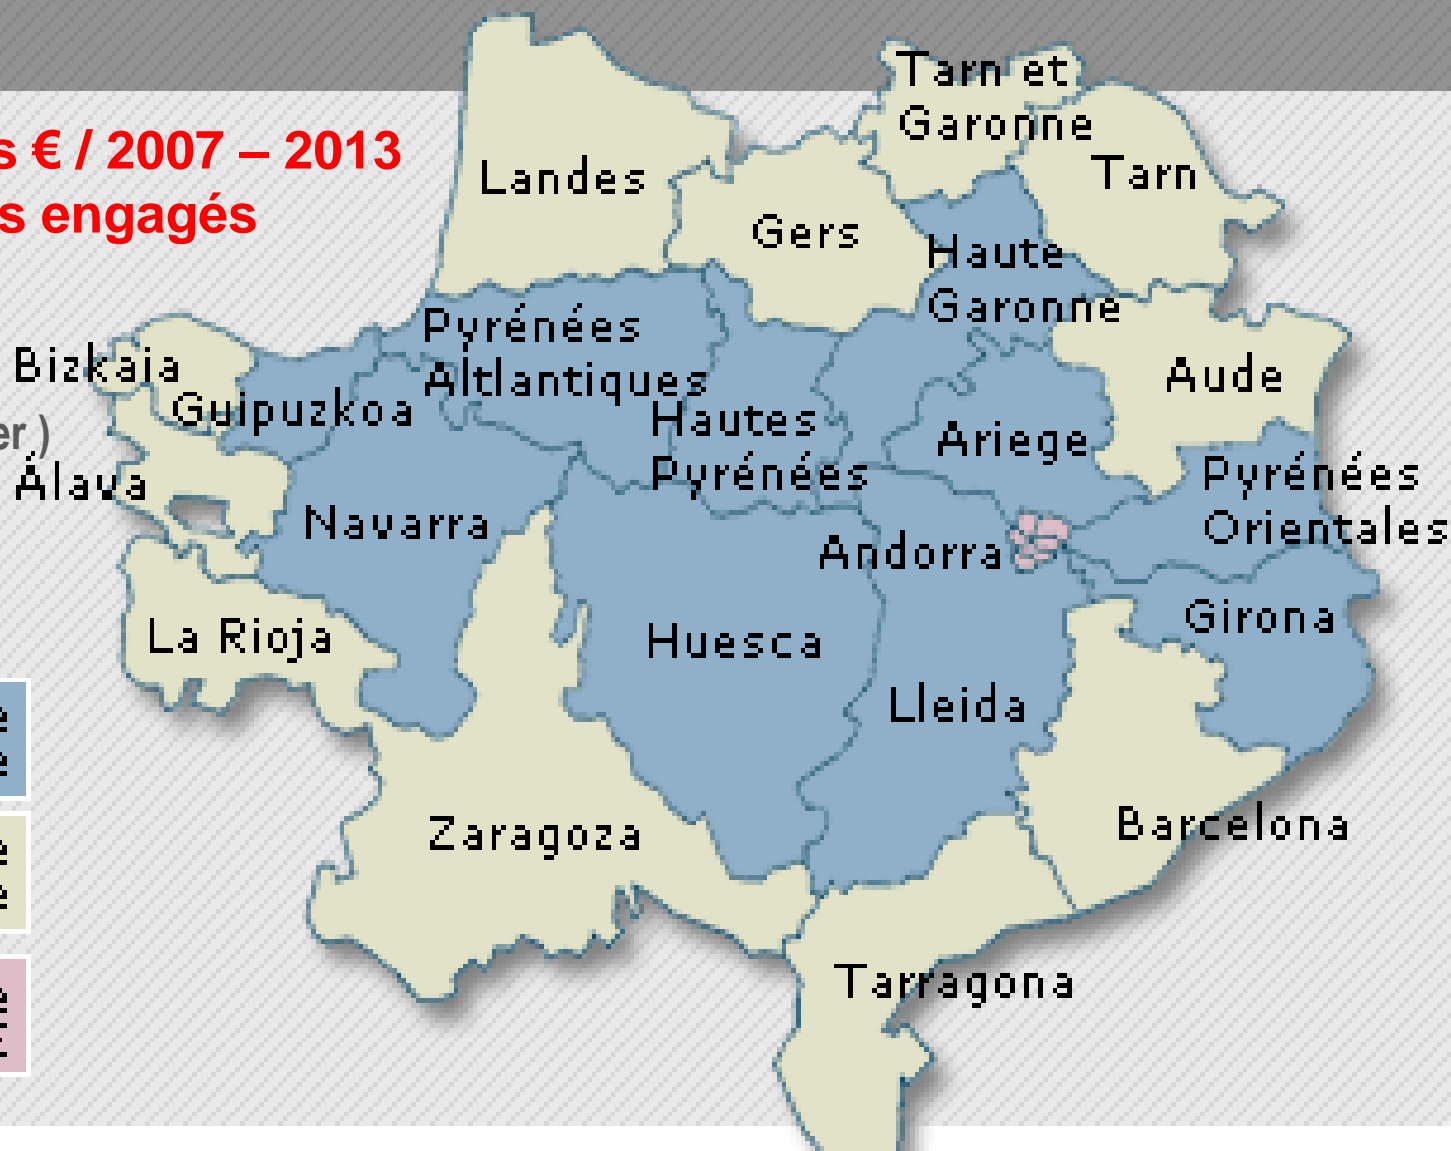 s € / 2007 – 2013
s engagés
er )
Tarn et
Garonne
Tarn
Landes
Gers
Haute
Garonne
Pyrénées
Altlantiques
Bizkaia
Guipuzkoa
Aude
Hautes
Pyrénées
Ariege
Pyrénées
Orientales
Álava
Navarra
Andorra
Girona
La Rioja
Huesca
Lleida
Zaragoza
Barcelona
Tarragona
e
e
e
e
e